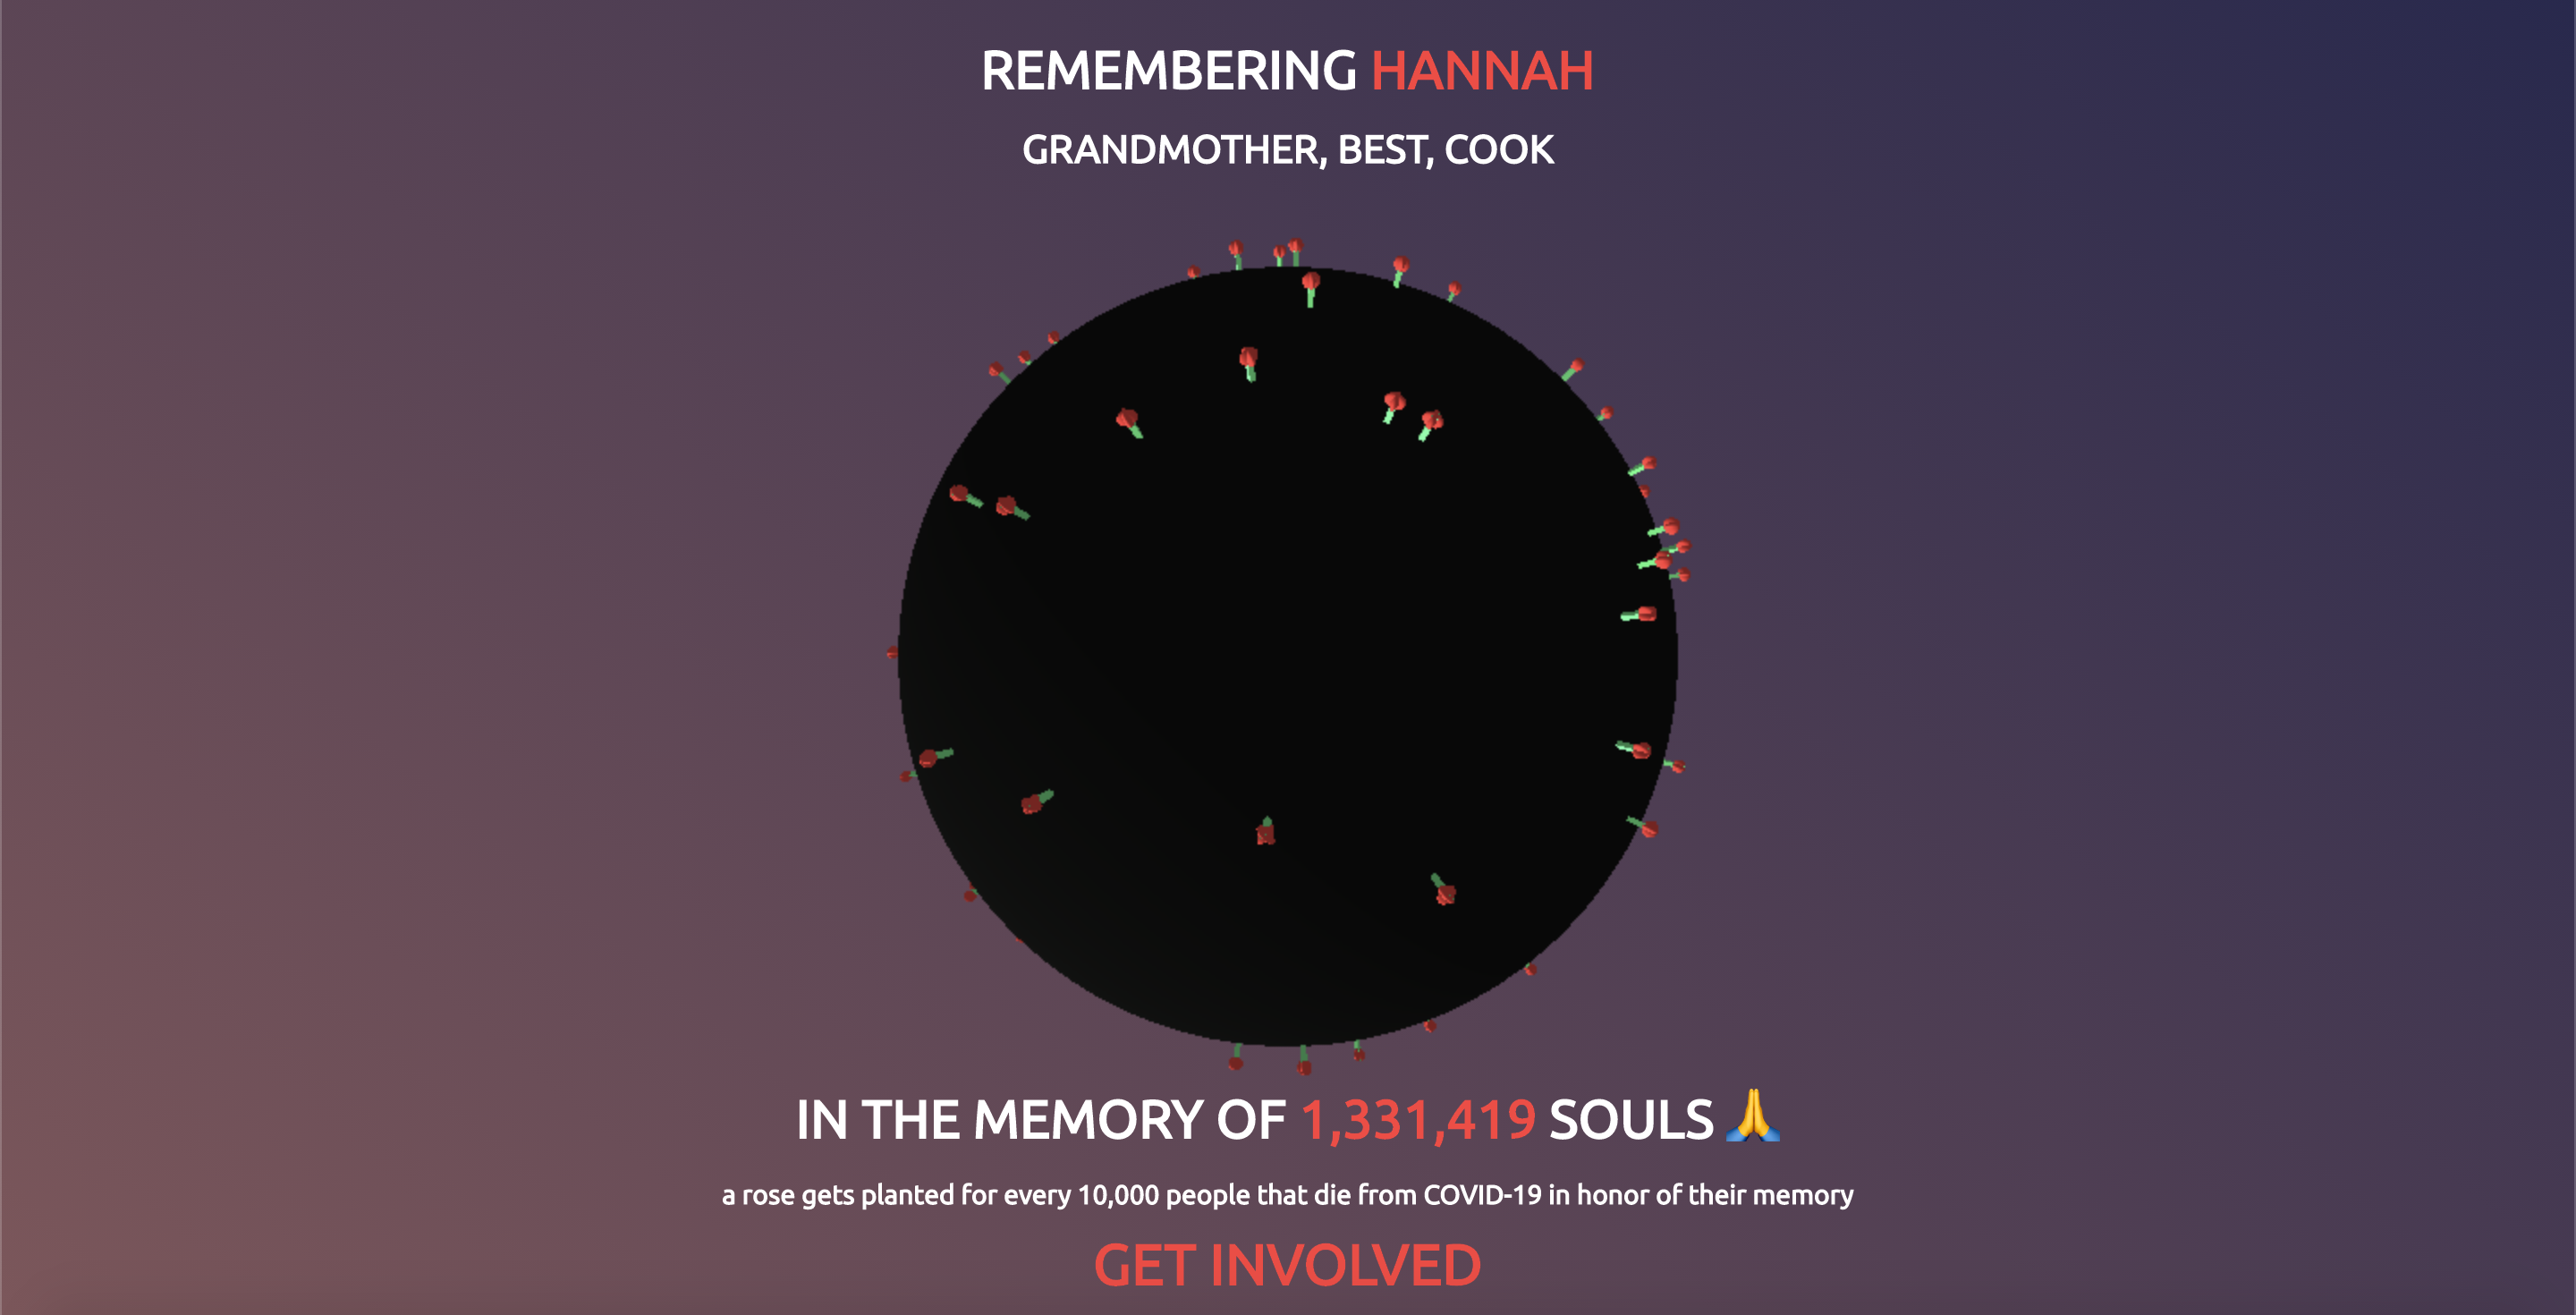 REMEMBERING HANNAH
GRANDMOTHER, BEST, COOK
IN THE MEMORY OF 1,331,419 SOULS 🙏
a rose gets planted for every 10,000 people that die from COVID-19 in honor of their memory
GET INVOLVED